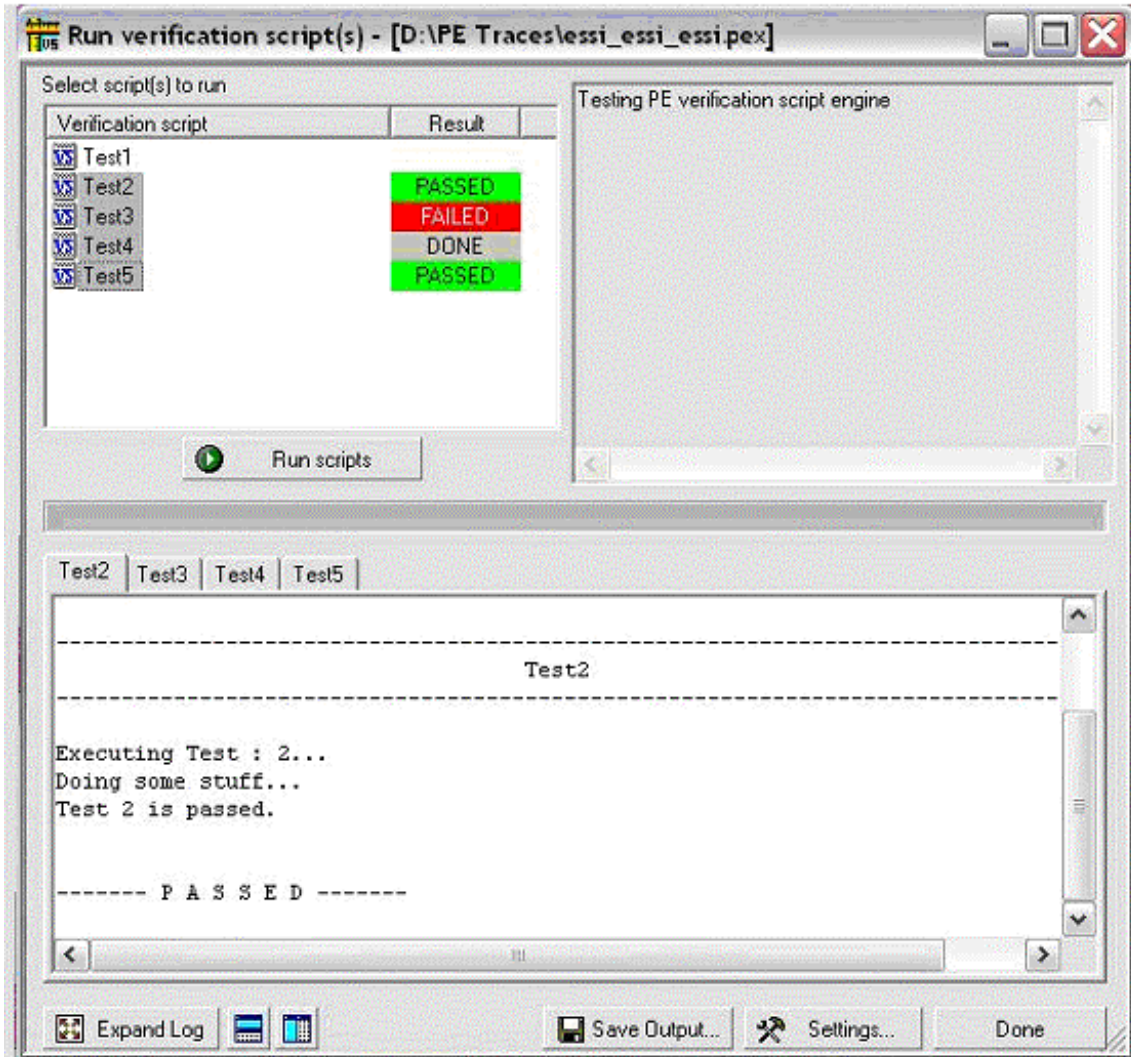 Run verification script(s) - [D:\PE Traces\essi_essi_essi.pex]
Select script(s) to run
Verification script Result
Test1
Test2 PASSED
Test3 FAILED
Test4 DONE
Test5 PASSED
Testing PE verification script engine
Run scripts
Test2 Test3 Test4 Test5
--------------------------------------------------------------------------------
Test2
--------------------------------------------------------------------------------
Executing Test : 2...
Doing some stuff...
Test 2 is passed.
------- P A S S E D -------
Expand Log Save Output... Settings... Done